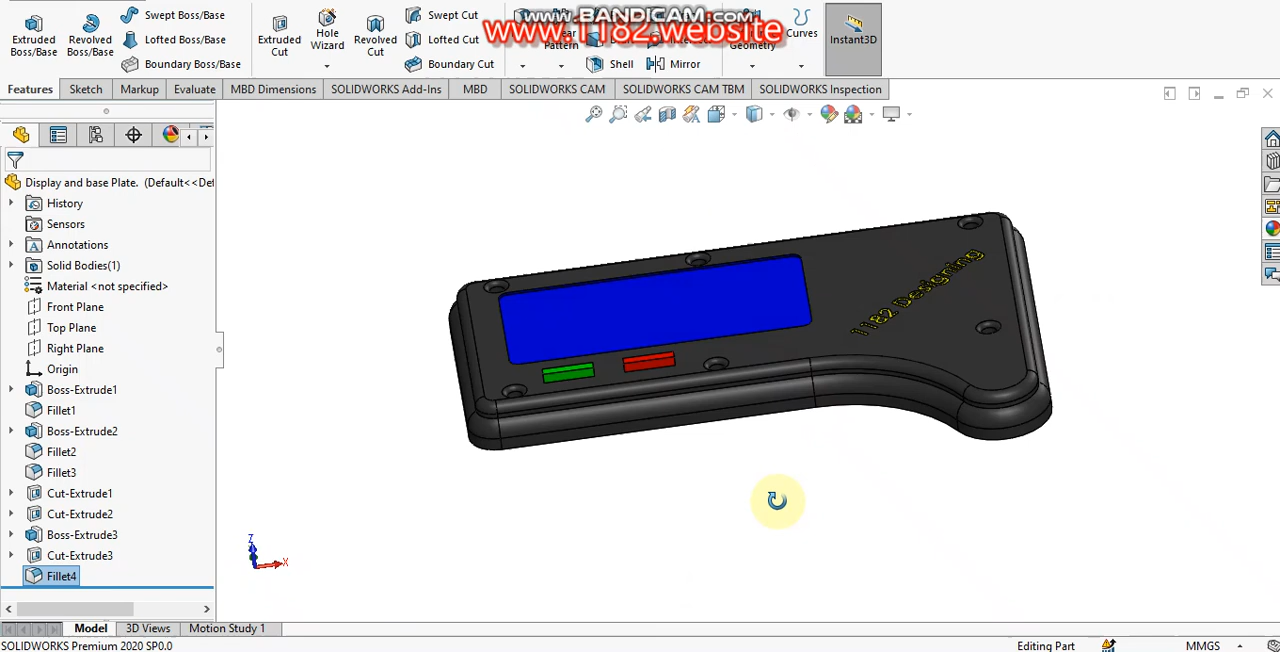 www.BANDICAM.com
www.1182.website
Extruded Boss/Base
Revolved Boss/Base
Swept Boss/Base
Lofted Boss/Base
Boundary Boss/Base
Extruded Cut
Hole Wizard
Revolved Cut
Swept Cut
Lofted Cut
Boundary Cut
Pattern
Shell
Mirror
Geometry
Curves
Instant3D
Features Sketch Markup Evaluate MBD Dimensions SOLIDWORKS Add-Ins MBD SOLIDWORKS CAM SOLIDWORKS CAM TBM SOLIDWORKS Inspection
Display and base Plate. (Default<<Def
History
Sensors
Annotations
Solid Bodies(1)
Material <not specified>
Front Plane
Top Plane
Right Plane
Origin
Boss-Extrude1
Fillet1
Boss-Extrude2
Fillet2
Fillet3
Cut-Extrude1
Cut-Extrude2
Boss-Extrude3
Cut-Extrude3
Fillet4
1182 Designing
Z
X
Model 3D Views Motion Study 1
SOLIDWORKS Premium 2020 SP0.0
Editing Part
MMGS